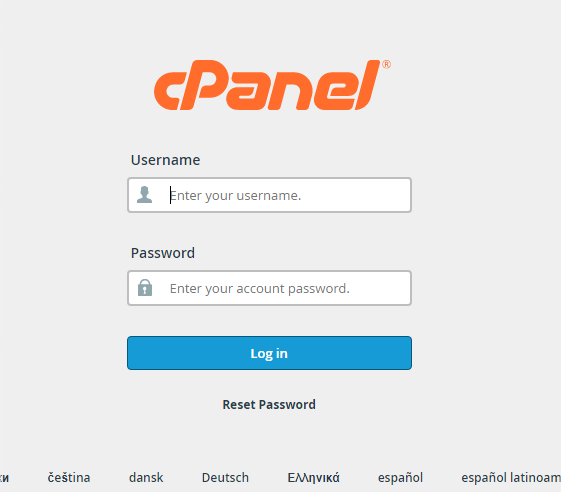 cPanel®
Username
Enter your username.
Password
Enter your account password.
Log in
Reset Password
čeština dansk Deutsch Ελληνικά español español latinoam